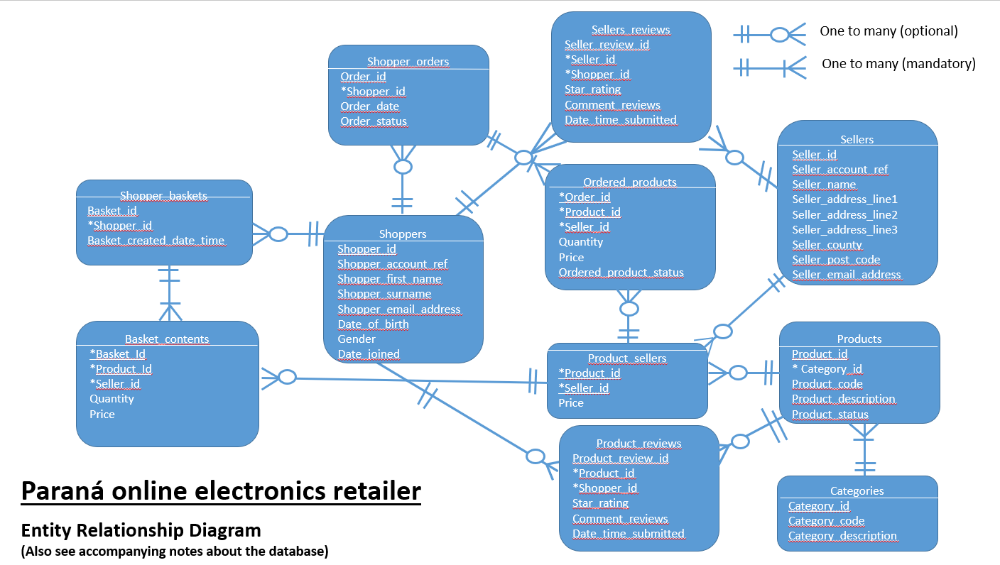 Sellers_reviews
Seller_review_id
*Seller_id
*Shopper_id
Star_rating
Comment_reviews
Date_time_submitted
One to many (optional)
One to many (mandatory)
Shopper_orders
Order_id
*Shopper_id
Order_date
Order_status
Sellers
Seller_id
Seller_account_ref
Seller_name
Seller_address_line1
Seller_address_line2
Seller_address_line3
Seller_county
Seller_post_code
Seller_email_address
Shopper_baskets
Basket_id
*Shopper_id
Basket_created_date_time
Shoppers
Shopper_id
Shopper_account_ref
Shopper_first_name
Shopper_surname
Shopper_email_address
Date_of_birth
Gender
Date_joined
Ordered_products
*Order_id
*Product_id
*Seller_id
Quantity
Price
Ordered_product_status
Basket_contents
*Basket_Id
*Product_Id
*Seller_id
Quantity
Price
Product_sellers
*Product_id
*Seller_id
Price
Products
Product_id
* Category_id
Product_code
Product_description
Product_status
Product_reviews
Product_review_id
*Product_id
*Shopper_id
Star_rating
Comment_reviews
Date_time_submitted
Categories
Category_id
Category_code
Category_description
Paraná online electronics retailer
Entity Relationship Diagram
(Also see accompanying notes about the database)